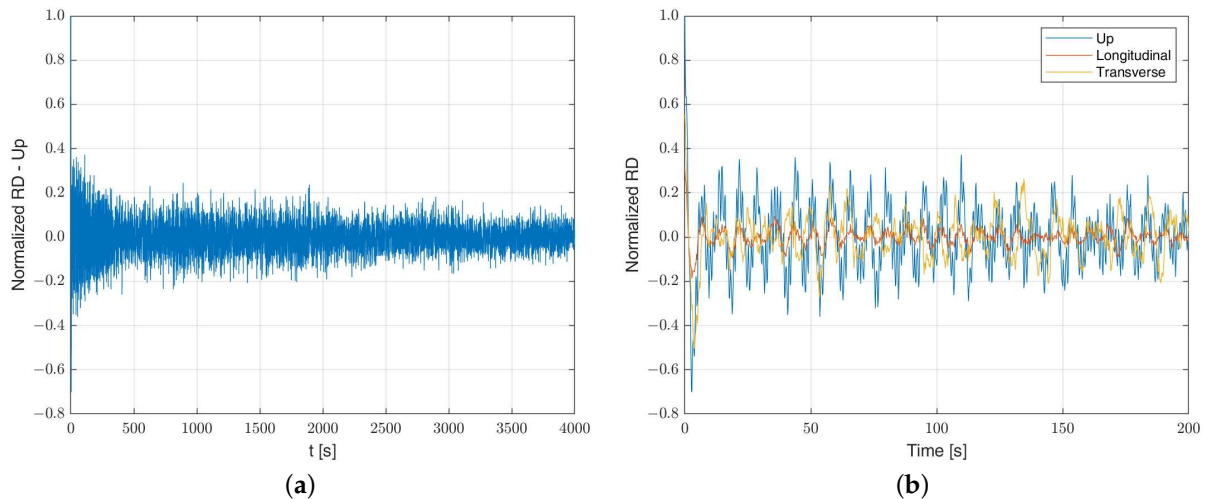 1.0
0.8
0.6
0.4
0.2
0.0
−0.2
−0.4
−0.6
−0.8
Normalized RD - Up
0 500 1000 1500 2000 2500 3000 3500 4000
t [s]
(a)
1.0
0.8
0.6
0.4
0.2
0.0
−0.2
−0.4
−0.6
−0.8
Normalized RD
Up
Longitudinal
Transverse
0 50 100 150 200
Time [s]
(b)